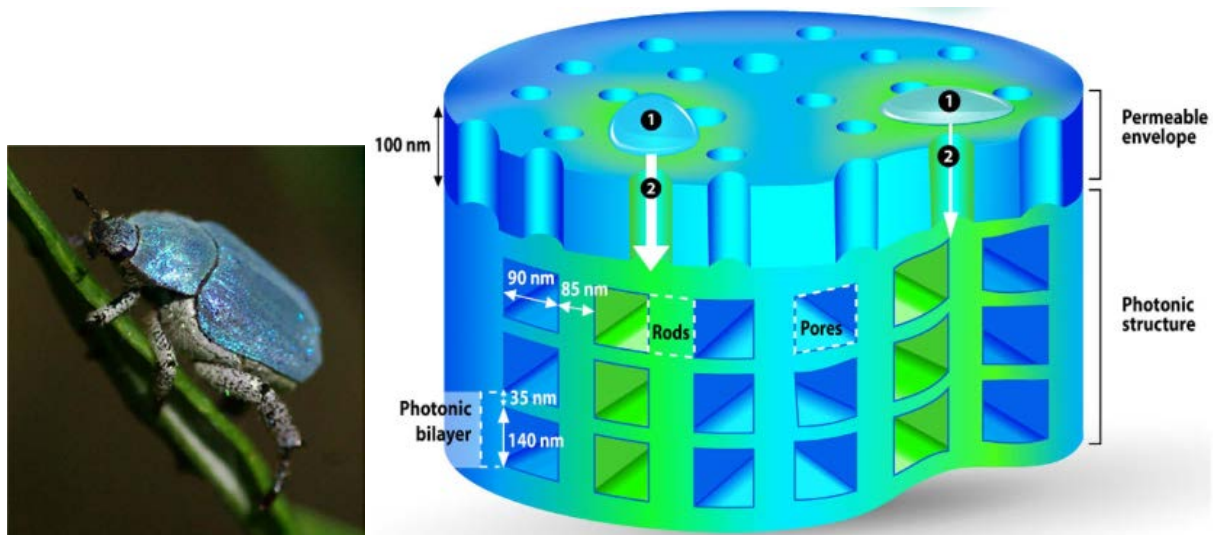 1
1
Permeable
envelope
100 nm
2
2
90 nm
85 nm
Rods
Pores
Photonic
structure
35 nm
Photonic
bilayer
140 nm